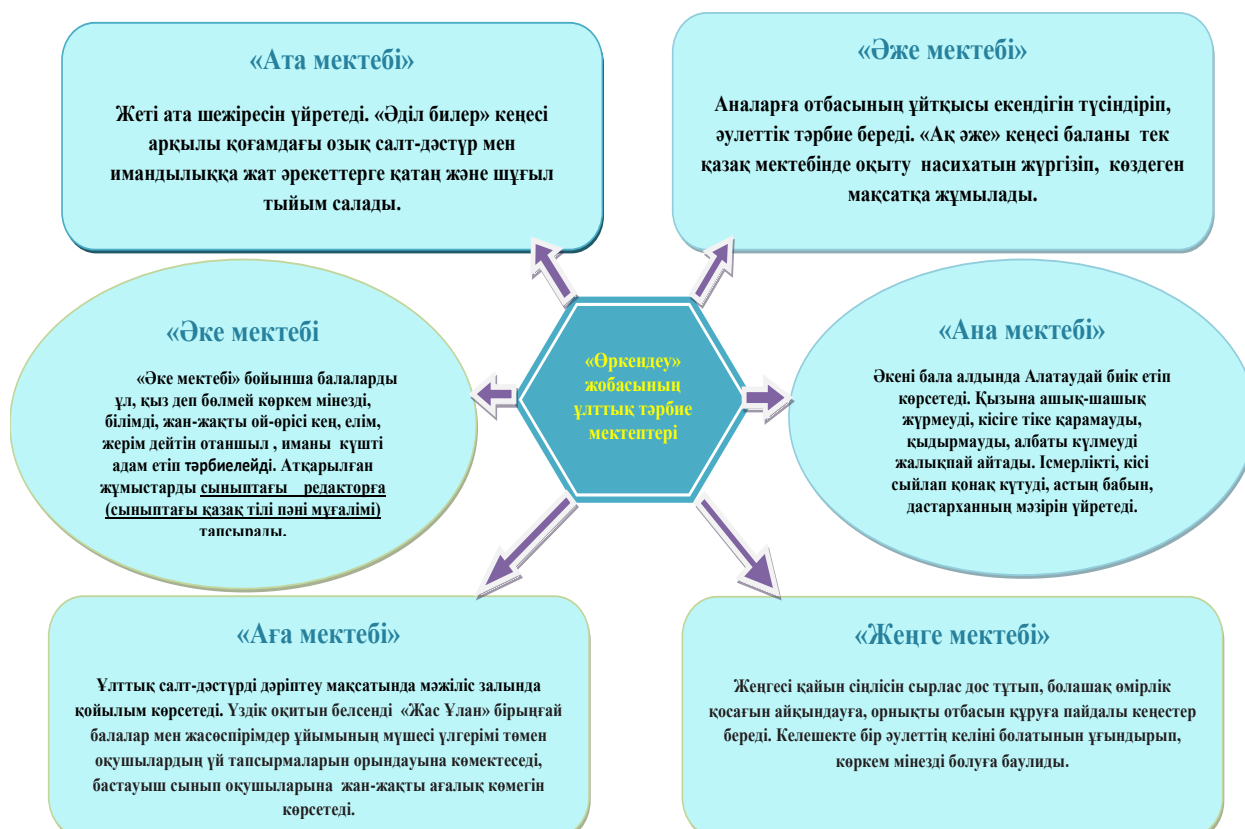 «Ата мектебі»
Жеті ата шежіресін үйретеді. «Әділ билер» кеңесі
арқылы қоғамдағы озық салт-дәстүр мен
имандылыққа жат әрекеттерге қатаң және шұғыл
тыйым салады.
«Әже мектебі»
Аналарға отбасының ұйтқысы екендігін түсіндіріп,
әулеттік тәрбие береді. «Ақ әже» кеңесі баланы тек
қазақ мектебінде оқыту насихатын жүргізіп, көздеген
мақсатқа жұмылады.
«Әке мектебі
«Әке мектебі» бойынша балаларды
ұл, қыз деп бөлмей көркем мінезді,
білімді, жан-жақты ой-өрісі кең, елім,
жерім дейтін отаншыл , иманы күшті
адам етіп тәрбиелейді. Атқарылған
жұмыстарды сыныптағы редакторға
(сыныптағы қазақ тілі пәні мұғалімі)
тапсырады.
«Өркендеу»
жобасының
ұлттық тәрбие
мектептері
«Ана мектебі»
Әкені бала алдында Алатаудай биік етіп
көрсетеді. Қызына ашық-шашық
жүрмеуді, кісіге тіке қарамауды,
қыдырмауды, албаты күлмеуді
жалықпай айтады. Ісмерлікті, кісі
сыйлап қонақ күтуді, астың бабын,
дастарханның мәзірін үйретеді.
«Аға мектебі»
Ұлттық салт-дәстүрді дәріптеу мақсатында мәжіліс залында
қойылым көрсетеді. Үздік оқитын белсенді «Жас Ұлан» бірыңғай
балалар мен жасөспірімдер ұйымының мүшесі үлгерімі төмен
оқушылардың үй тапсырмаларын орындауына көмектеседі,
бастауыш сынып оқушыларына жан-жақты ағалық көмегін
көрсетеді.
«Жеңге мектебі»
Жеңгесі қайын сіңлісін сырлас дос тұтып, болашақ өмірлік
қосағын айқындауға, орнықты отбасын құруға пайдалы кеңестер
береді. Келешекте бір әулеттің келіні болатынын ұғындырып,
көркем мінезді болуға баулиды.